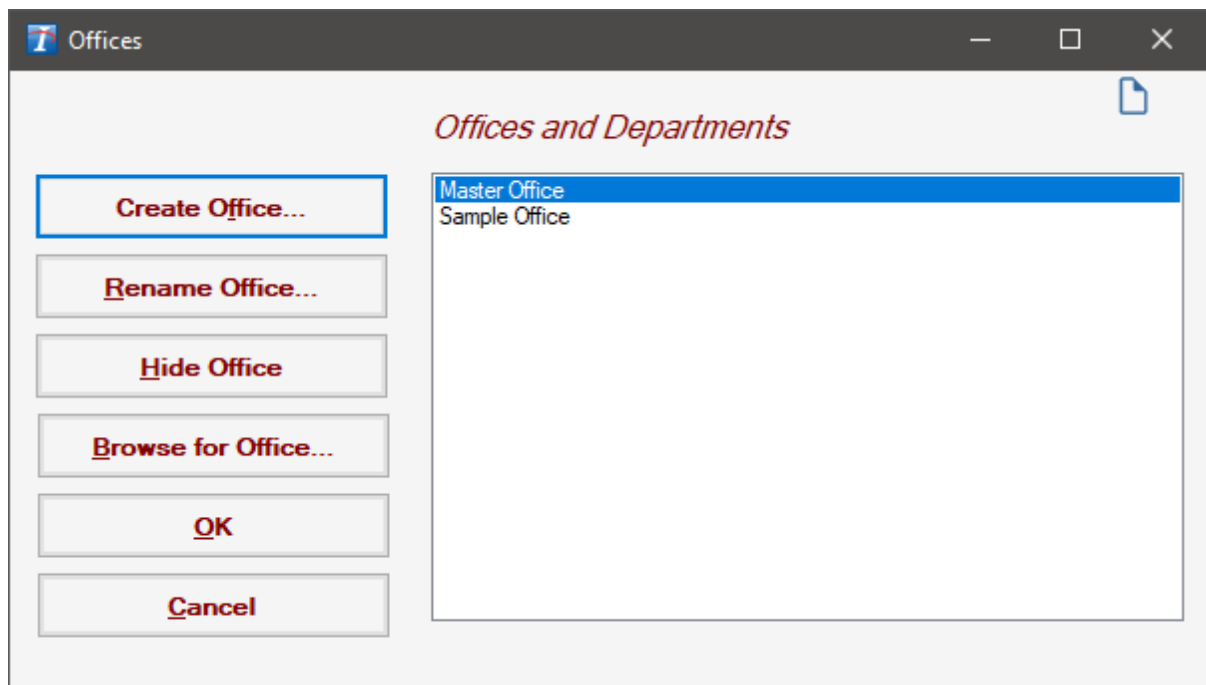 Offices
Offices and Departments
Create Office...
Rename Office...
Hide Office
Browse for Office...
OK
Cancel
Master Office
Sample Office